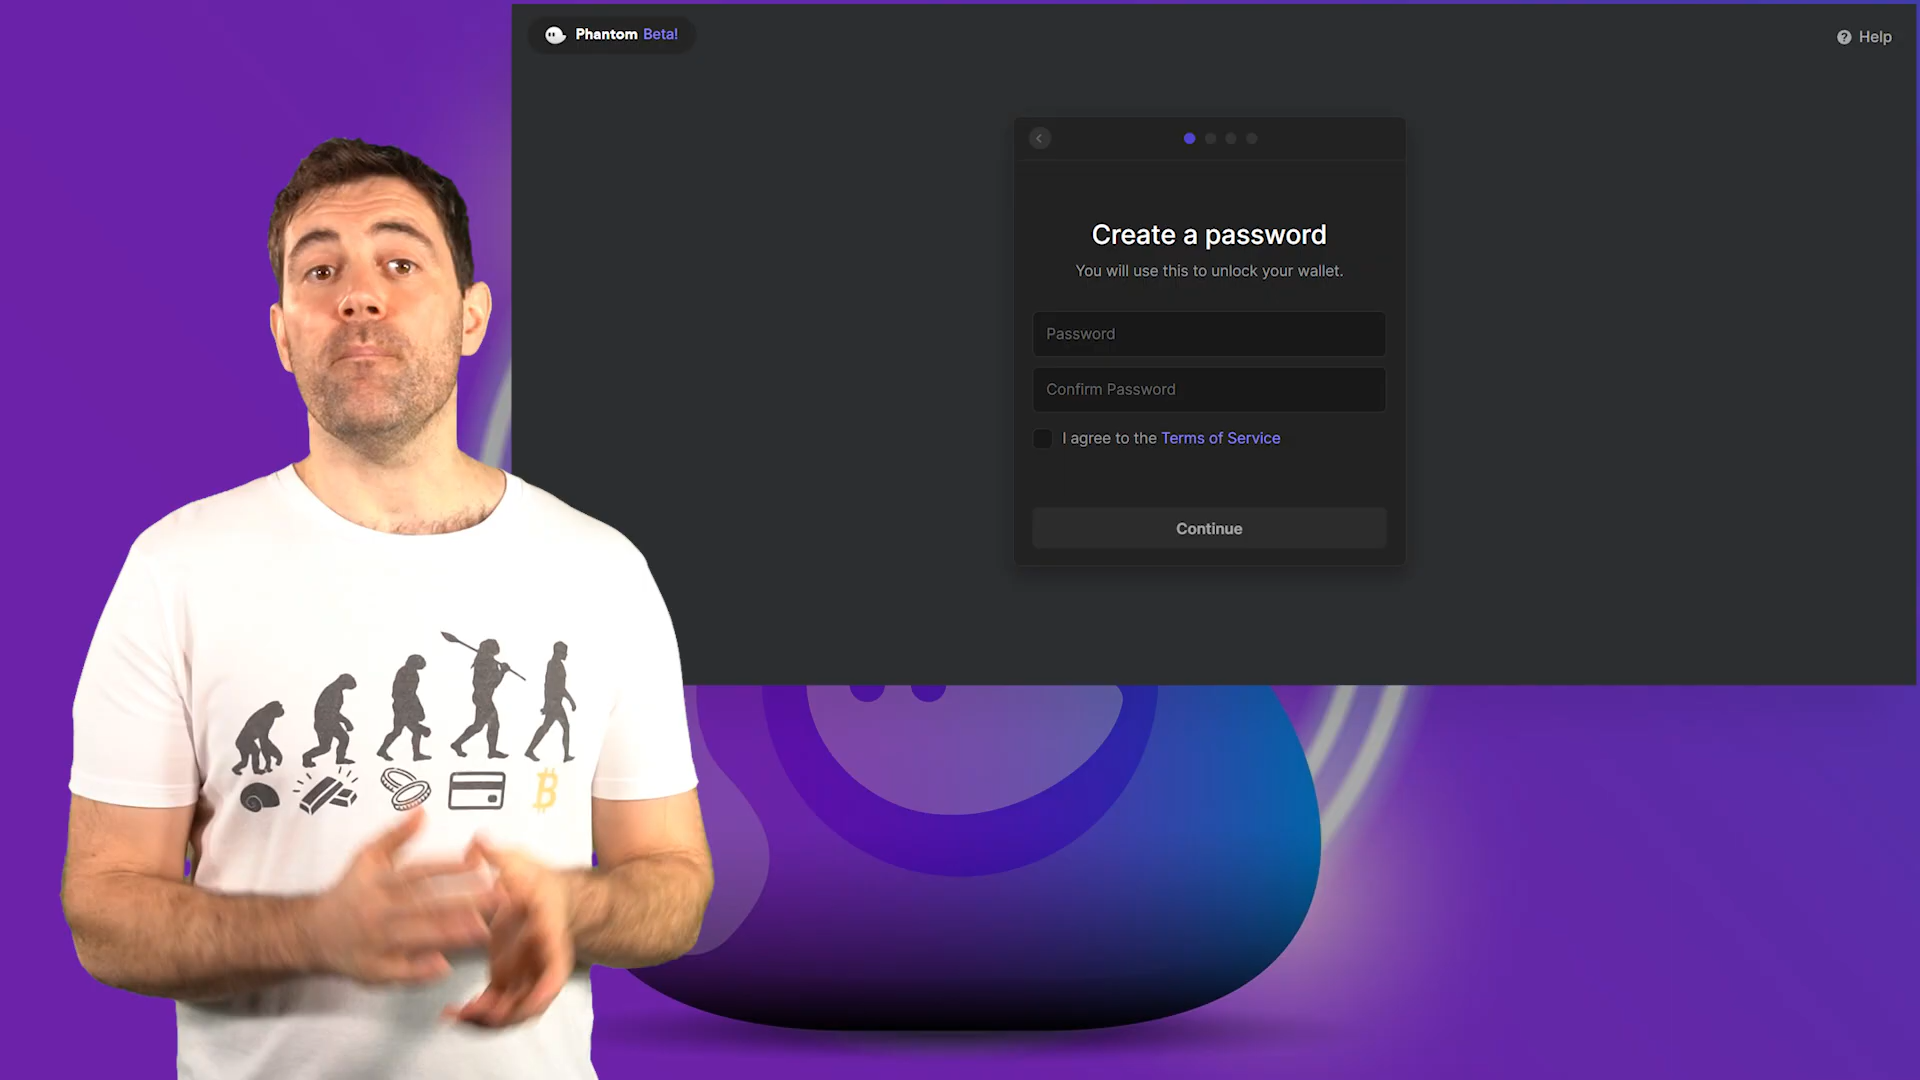 Phantom Beta!
Help
Create a password
You will use this to unlock your wallet.
Password
Confirm Password
I agree to the Terms of Service
Continue